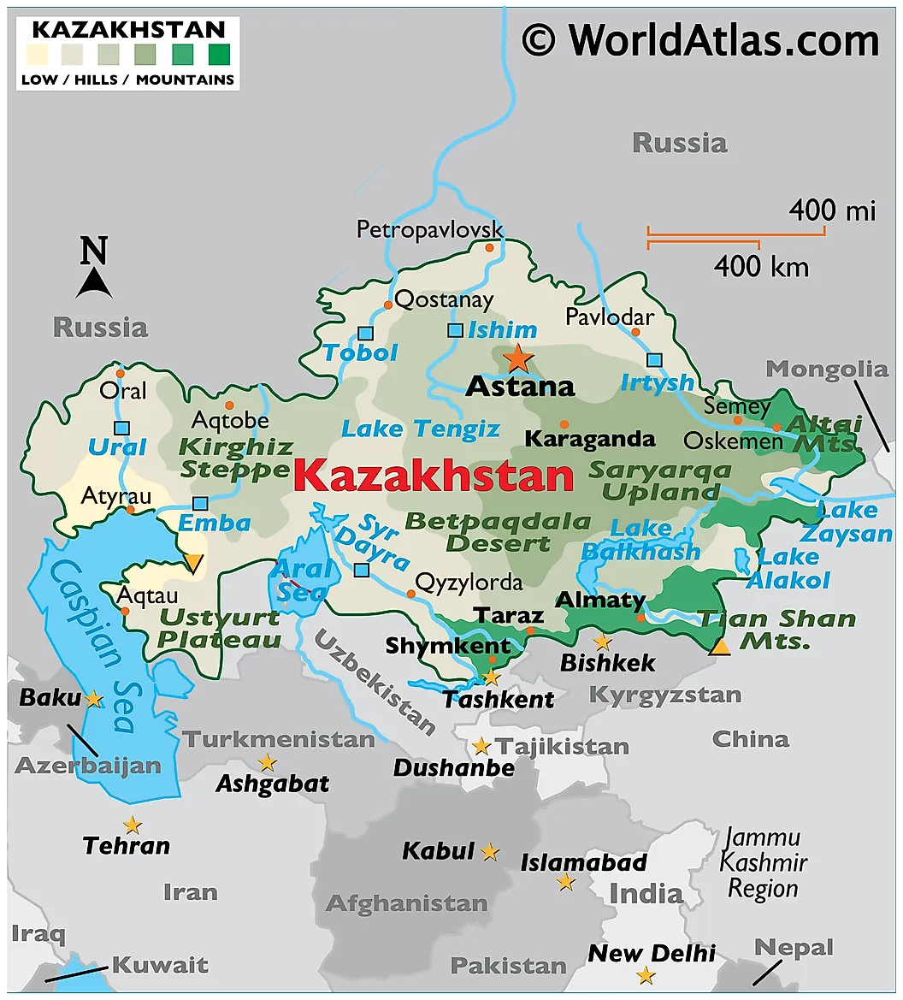 KAZAKHSTAN
LOW / HILLS / MOUNTAINS
© WorldAtlas.com
Russia
400 mi
400 km
N
Russia
Petropavlovsk
Qostanay
Tobol
Ishim
Pavlodar
Astana
Irtysh
Mongolia
Oral
Ural
Aqtobe
Kirghiz
Steppe
Lake Tengiz
Karaganda
Semey
Oskemen
Altai
Mts.
Kazakhstan
Saryarqa
Upland
Atyrau
Emba
Syr
Dayra
Betpaqdala
Desert
Lake
Balkhash
Lake
Zaysan
Lake
Alakol
Caspian Sea
Aral
Sea
Aqtau
Ustyurt
Plateau
Qyzylorda
Taraz
Almaty
Shymkent
Tian Shan
Mts.
Bishkek
Kyrgyzstan
Tashkent
Uzbekistan
Baku
Azerbaijan
Turkmenistan
Ashgabat
Dushanbe
Tajikistan
China
Tehran
Kabul
Islamabad
Jammu
Kashmir
Region
Iran
Afghanistan
India
Iraq
Kuwait
Pakistan
New Delhi
Nepal